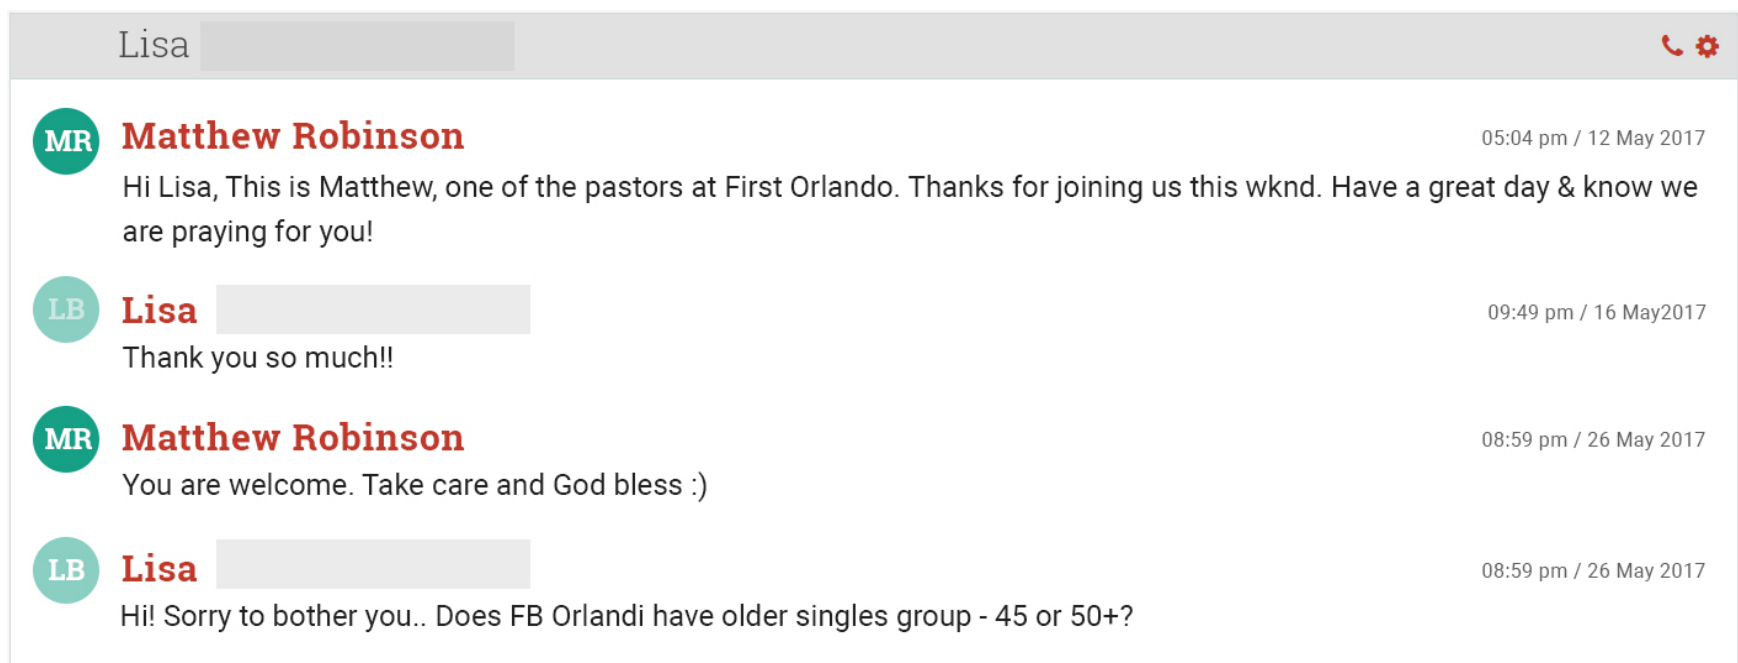 Lisa
MR
Matthew Robinson
05:04 pm / 12 May 2017
Hi Lisa, This is Matthew, one of the pastors at First Orlando. Thanks for joining us this wknd. Have a great day & know we
are praying for you!
LB
Lisa
09:49 pm / 16 May2017
Thank you so much!!
MR
Matthew Robinson
08:59 pm / 26 May 2017
You are welcome. Take care and God bless :)
LB
Lisa
08:59 pm / 26 May 2017
Hi! Sorry to bother you.. Does FB Orlandi have older singles group - 45 or 50+?